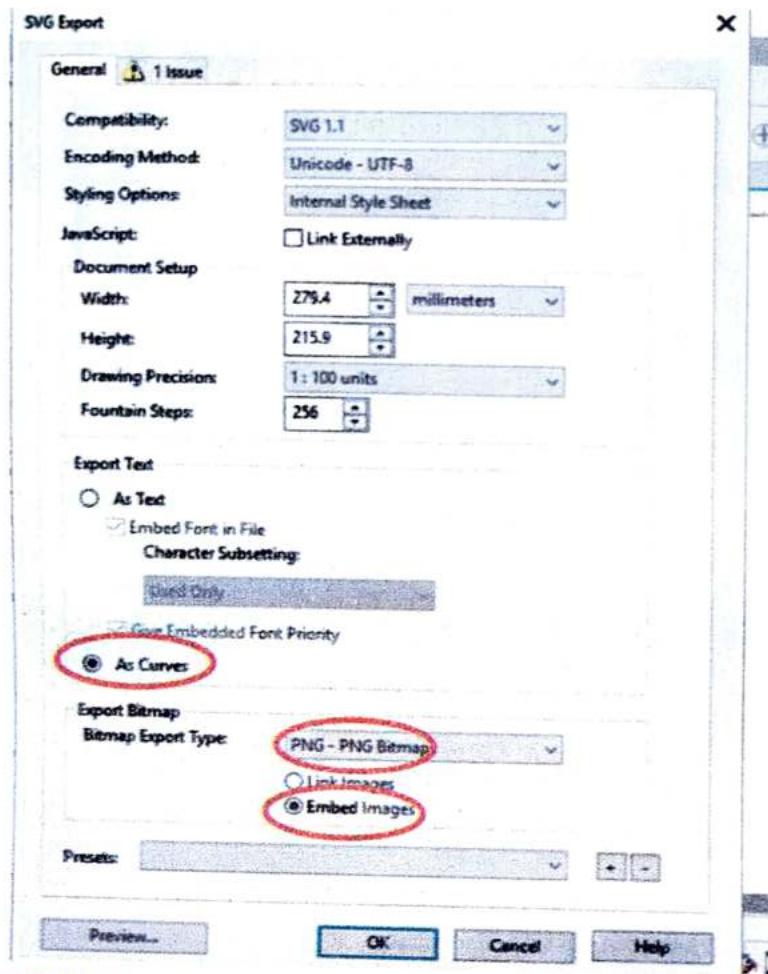 SVG Export
General 1 Issue
Compatibility: SVG 1.1
Encoding Method: Unicode - UTF-8
Styling Options: Internal Style Sheet
JavaScript: Link Externally
Document Setup
Width: 279.4 millimeters
Height: 215.9
Drawing Precision: 1 : 100 units
Fountain Steps: 256
Export Text
As Text
Embed Font in File
Character Subsetting:
Used Only
Give Embedded Font Priority
As Curves
Export Bitmap
Bitmap Export Type: PNG - PNG Bitmap
Link Images
Embed Images
Presets: + -
Preview... OK Cancel Help